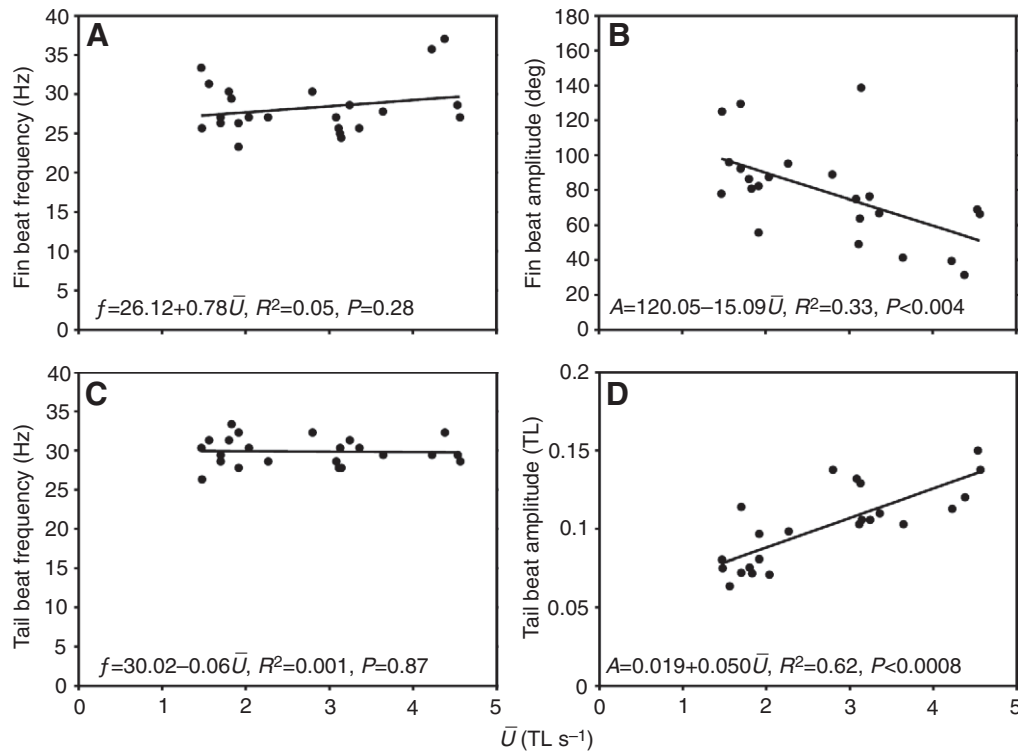 A
Fin beat frequency (Hz)
40
35
30
25
20
15
10
5
0
f=26.12+0.78U̅, R²=0.05, P=0.28
B
Fin beat amplitude (deg)
180
160
140
120
100
80
60
40
20
0
A=120.05–15.09U̅, R²=0.33, P<0.004
C
Tail beat frequency (Hz)
40
35
30
25
20
15
10
5
0
f=30.02–0.06U̅, R²=0.001, P=0.87
0 1 2 3 4 5
D
Tail beat amplitude (TL)
0.2
0.15
0.1
0.05
0
A=0.019+0.050U̅, R²=0.62, P<0.0008
0 1 2 3 4 5
U̅ (TL s⁻¹)